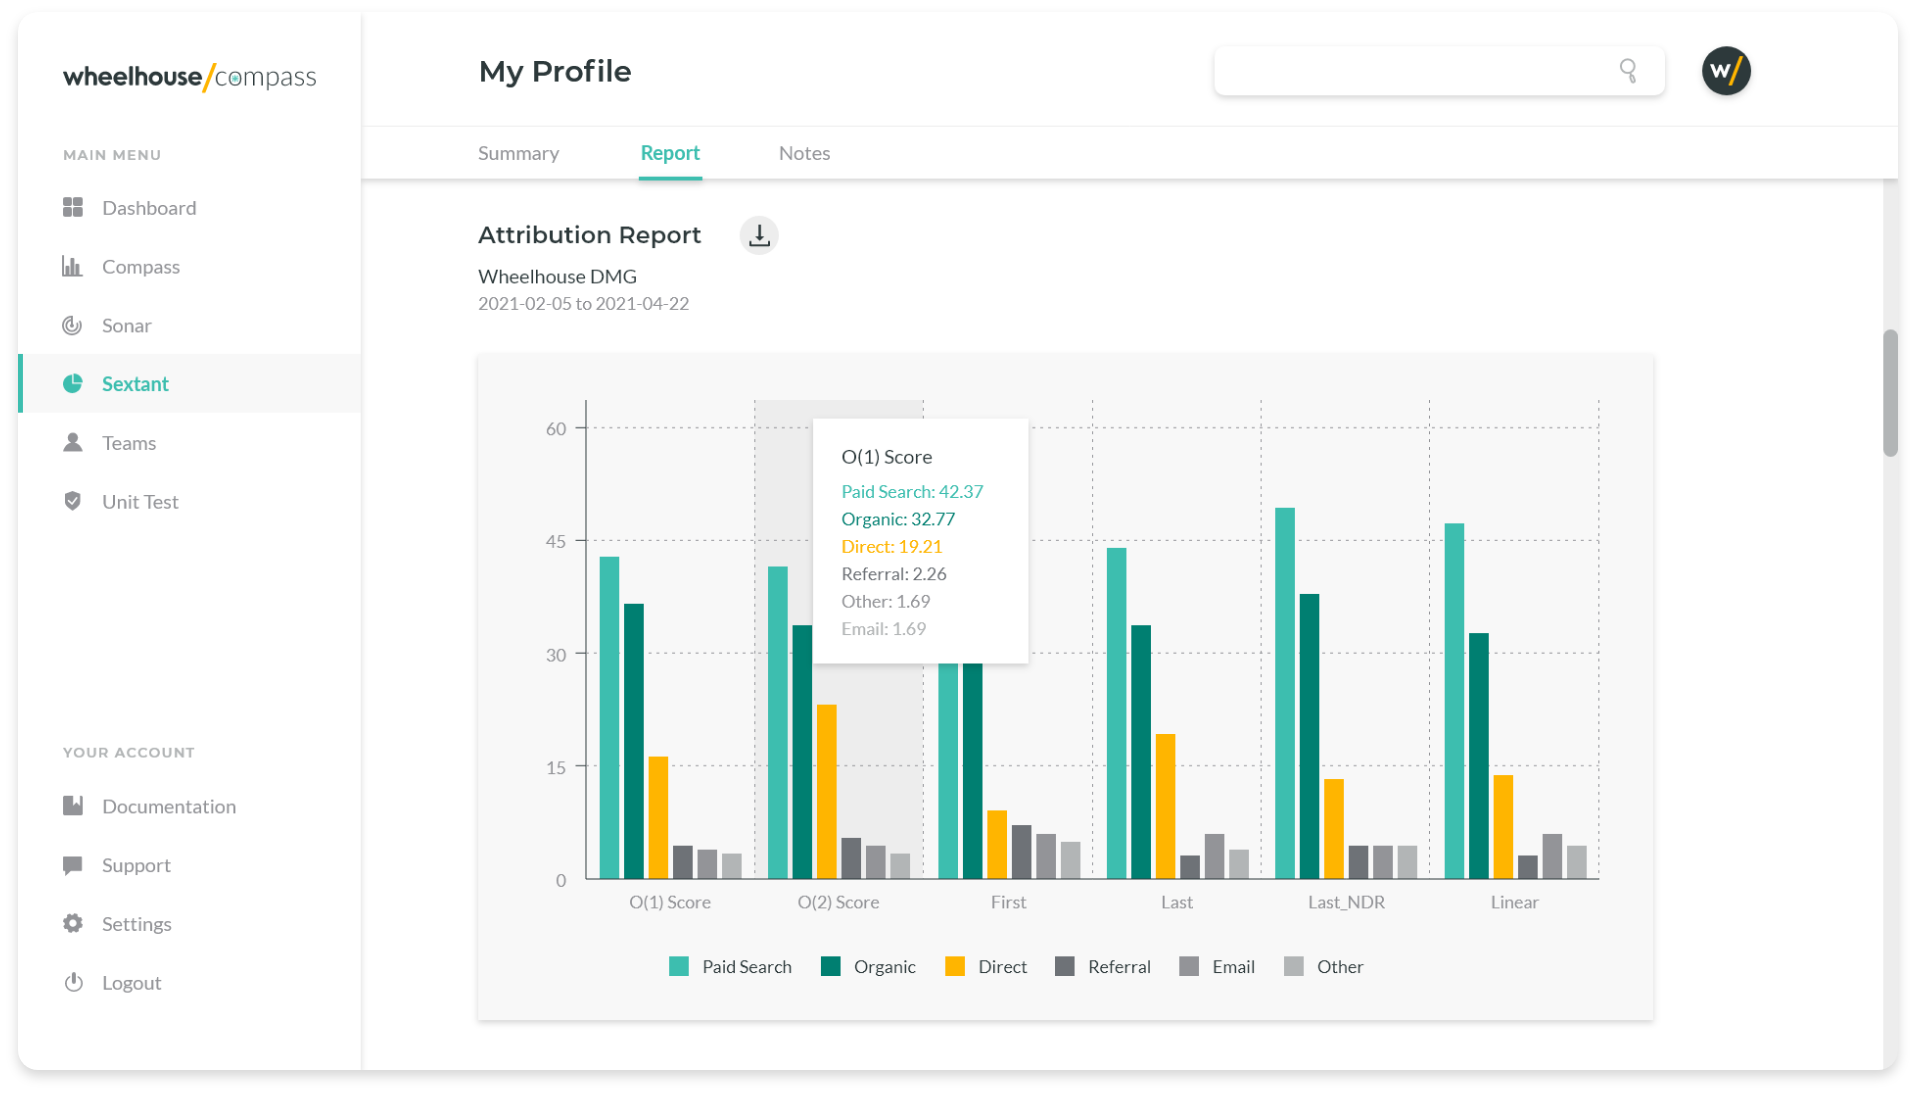 wheelhouse/compass
MAIN MENU
Dashboard
Compass
Sonar
Sextant
Teams
Unit Test
YOUR ACCOUNT
Documentation
Support
Settings
Logout
My Profile
w/
Summary Report Notes
Attribution Report
Wheelhouse DMG
2021-02-05 to 2021-04-22
60
45
30
15
0
O(1) Score
Paid Search: 42.37
Organic: 32.77
Direct: 19.21
Referral: 2.26
Other: 1.69
Email: 1.69
O(1) Score O(2) Score First Last Last_NDR Linear
Paid Search Organic Direct Referral Email Other